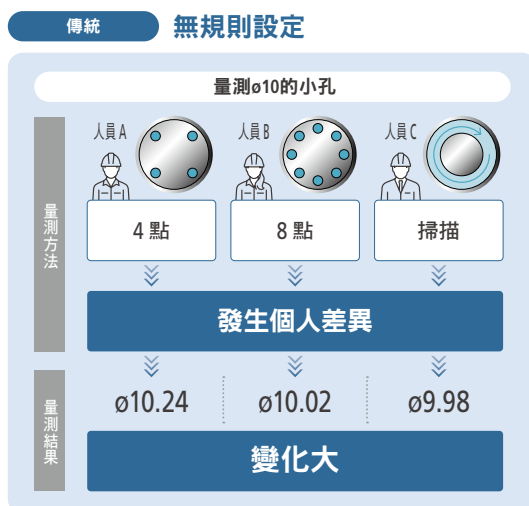 傳統
無規則設定
量測ø10的小孔
量測方法
人員A
人員B
人員C
4 點
8 點
掃描
發生個人差異
量測結果
ø10.24
ø10.02
ø9.98
變化大